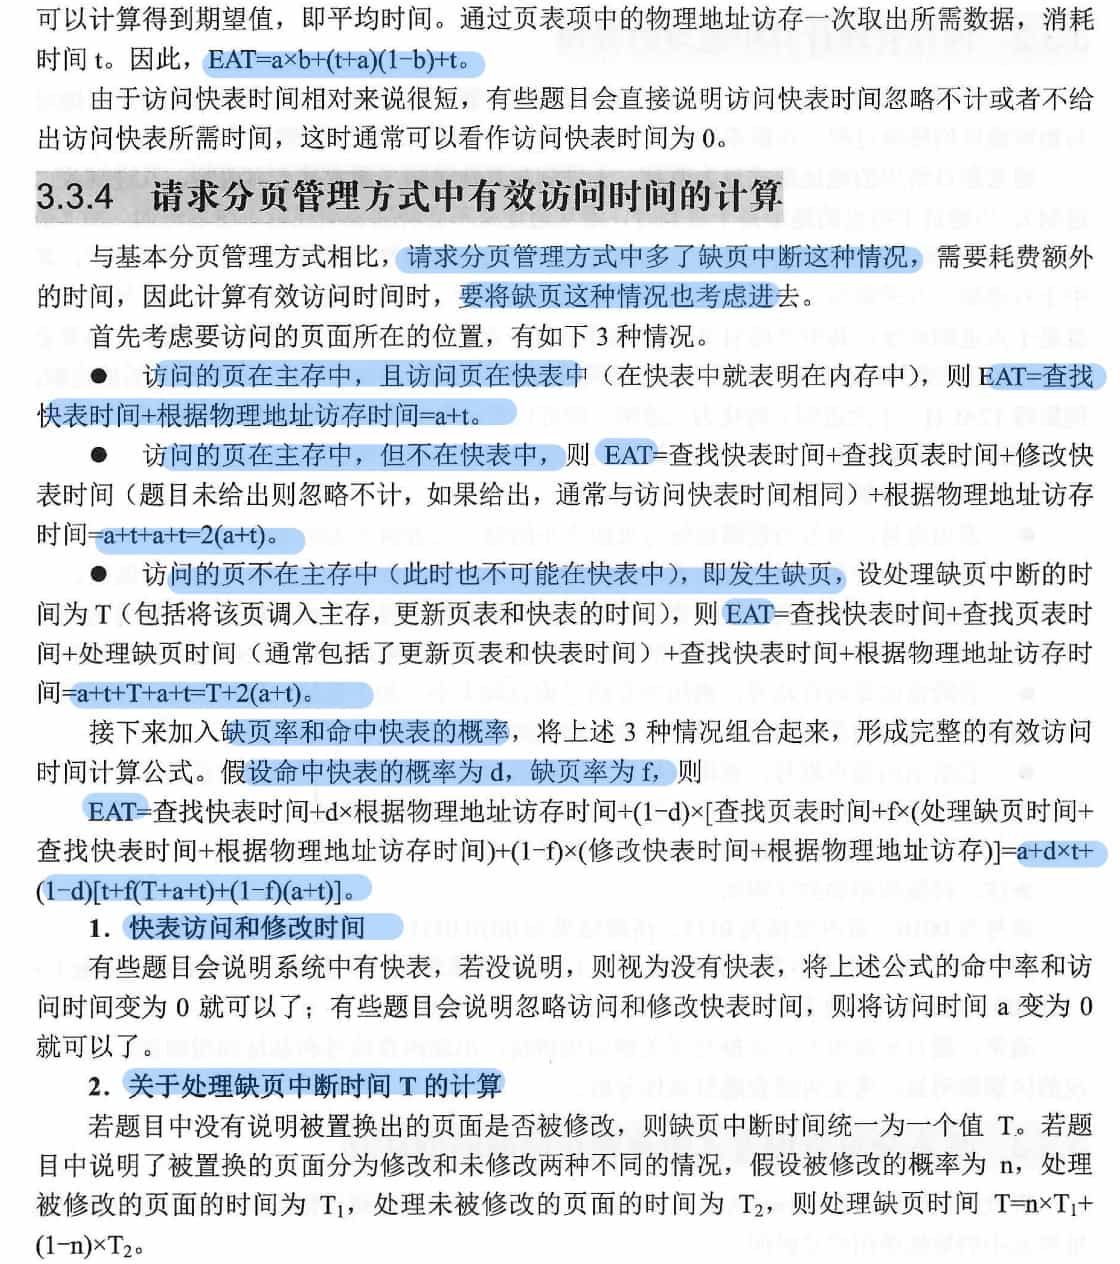 可以计算得到期望值，即平均时间。通过页表项中的物理地址访存一次取出所需数据，消耗
时间 t。因此，EAT=a×b+(t+a)(1−b)+t。
由于访问快表时间相对来说很短，有些题目会直接说明访问快表时间忽略不计或者不给
出访问快表所需时间，这时通常可以看作访问快表时间为 0。
3.3.4 请求分页管理方式中有效访问时间的计算
与基本分页管理方式相比，请求分页管理方式中多了缺页中断这种情况，需要耗费额外
的时间，因此计算有效访问时间时，要将缺页这种情况也考虑进去。
首先考虑要访问的页面所在的位置，有如下 3 种情况。
● 访问的页在主存中，且访问页在快表中（在快表中就表明在内存中），则 EAT=查找
快表时间+根据物理地址访存时间=a+t。
● 访问的页在主存中，但不在快表中，则 EAT=查找快表时间+查找页表时间+修改快
表时间（题目未给出则忽略不计，如果给出，通常与访问快表时间相同）+根据物理地址访存
时间=a+t+a+t=2(a+t)。
● 访问的页不在主存中（此时也不可能在快表中），即发生缺页，设处理缺页中断的时
间为 T（包括将该页调入主存，更新页表和快表的时间），则 EAT=查找快表时间+查找页表时
间+处理缺页时间（通常包括了更新页表和快表时间）+查找快表时间+根据物理地址访存时
间=a+t+T+a+t=T+2(a+t)。
接下来加入缺页率和命中快表的概率，将上述 3 种情况组合起来，形成完整的有效访问
时间计算公式。假设命中快表的概率为 d，缺页率为 f，则
EAT=查找快表时间+d×根据物理地址访存时间+(1−d)×[查找页表时间+f×(处理缺页时间+
查找快表时间+根据物理地址访存时间)+(1−f)×(修改快表时间+根据物理地址访存)]=a+d×t+
(1−d)[t+f(T+a+t)+(1−f)(a+t)]。
1. 快表访问和修改时间
有些题目会说明系统中有快表，若没说明，则视为没有快表，将上述公式的命中率和访
问时间变为 0 就可以了；有些题目会说明忽略访问和修改快表时间，则将访问时间 a 变为 0
就可以了。
2. 关于处理缺页中断时间 T 的计算
若题目中没有说明被置换出的页面是否被修改，则缺页中断时间统一为一个值 T。若题
目中说明了被置换的页面分为修改和未修改两种不同的情况，假设被修改的概率为 n，处理
被修改的页面的时间为 T₁，处理未被修改的页面的时间为 T₂，则处理缺页时间 T=n×T₁+
(1−n)×T₂。